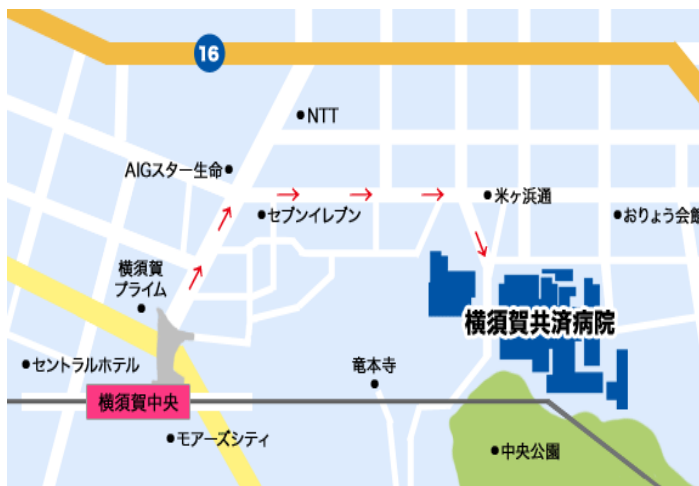 16
NTT
AIGスター生命
米ヶ浜通
セブンイレブン
おりょう会館
横須賀
プライム
横須賀共済病院
セントラルホテル
竜本寺
横須賀中央
モアーズシティ
中央公園